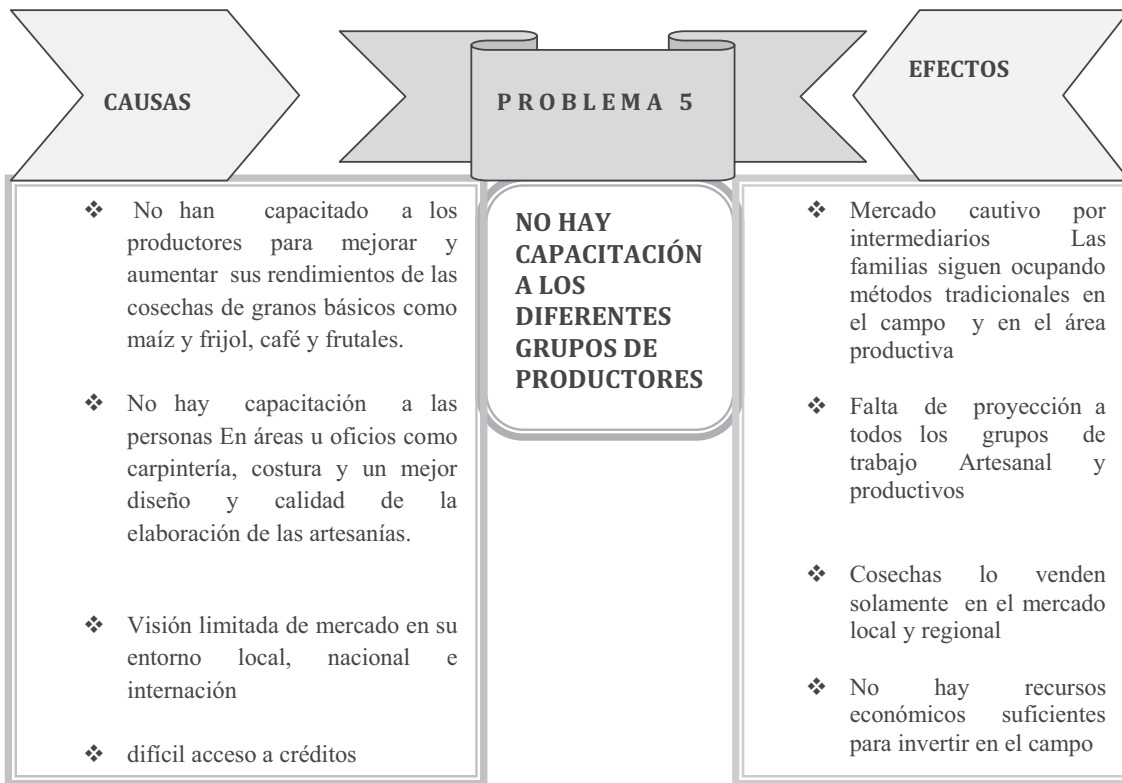 CAUSAS
PROBLEMA 5
EFECTOS
❖ No han capacitado a los
productores para mejorar y
aumentar sus rendimientos de las
cosechas de granos básicos como
maíz y frijol, café y frutales.
❖ No hay capacitación a las
personas En áreas u oficios como
carpintería, costura y un mejor
diseño y calidad de la
elaboración de las artesanías.
❖ Visión limitada de mercado en su
entorno local, nacional e
internación
❖ difícil acceso a créditos
NO HAY
CAPACITACIÓN
A LOS
DIFERENTES
GRUPOS DE
PRODUCTORES
❖ Mercado cautivo por
intermediarios Las
familias siguen ocupando
métodos tradicionales en
el campo y en el área
productiva
❖ Falta de proyección a
todos los grupos de
trabajo Artesanal y
productivos
❖ Cosechas lo venden
solamente en el mercado
local y regional
❖ No hay recursos
económicos suficientes
para invertir en el campo